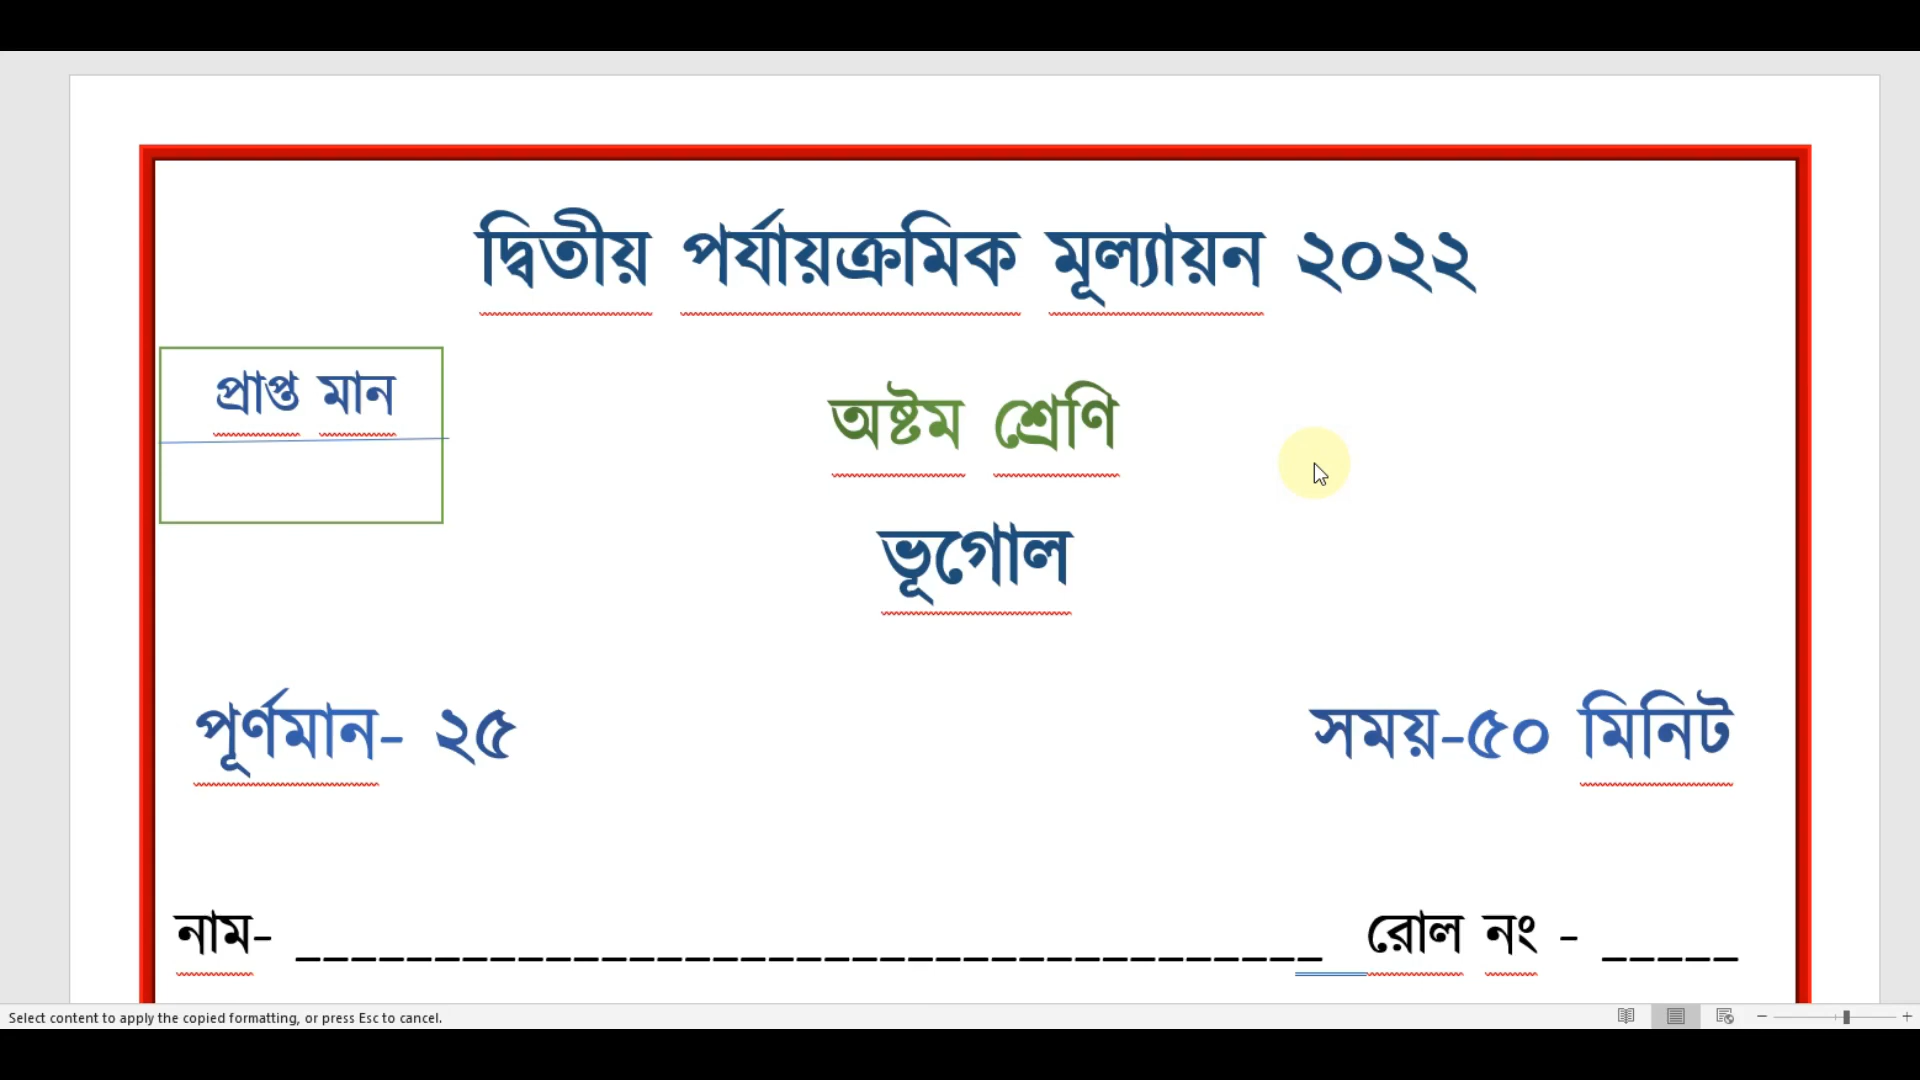 দ্বিতীয় পর্যায়ক্রমিক মূল্যায়ন ২০২২
প্রাপ্ত মান
অষ্টম শ্রেণি
ভূগোল
পূর্ণমান- ২৫
সময়-৫০ মিনিট
নাম- _____________________________________ রোল নং - _____
Select content to apply the copied formatting, or press Esc to cancel.